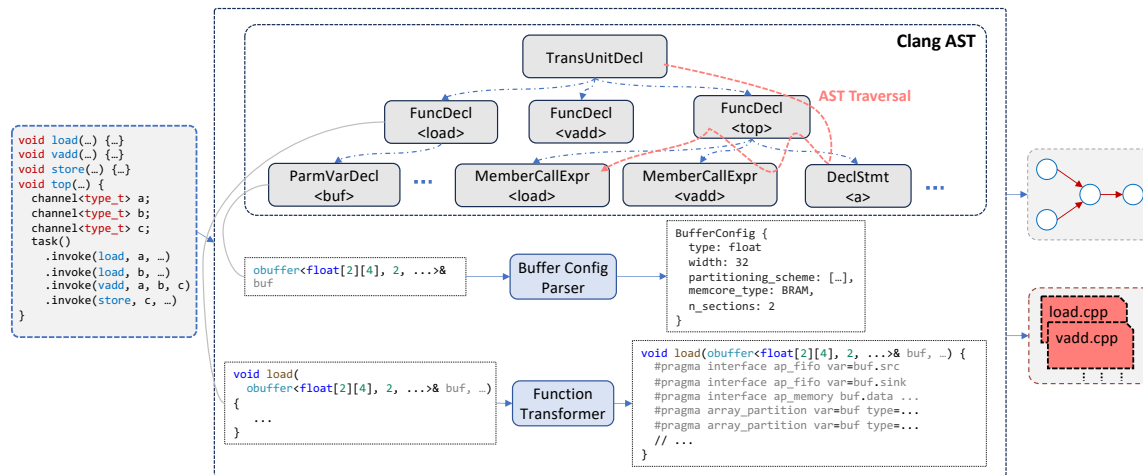 Clang AST
TransUnitDecl
AST Traversal
FuncDecl
<load>
FuncDecl
<vadd>
FuncDecl
<top>
ParmVarDecl
<buf>
...
MemberCallExpr
<load>
MemberCallExpr
<vadd>
DeclStmt
<a>
...
void load(…) {…}
void vadd(…) {…}
void store(…) {…}
void top(…) {
channel<type_t> a;
channel<type_t> b;
channel<type_t> c;
task()
.invoke(load, a, …)
.invoke(load, b, …)
.invoke(vadd, a, b, c)
.invoke(store, c, …)
}
obuffer<float[2][4], 2, ...>&
buf
Buffer Config
Parser
BufferConfig {
type: float
width: 32
partitioning_scheme: […],
memcore_type: BRAM,
n_sections: 2
}
void load(
obuffer<float[2][4], 2, ...>& buf, …)
{
...
}
Function
Transformer
void load(obuffer<float[2][4], 2, ...>& buf, …) {
#pragma interface ap_fifo var=buf.src
#pragma interface ap_fifo var=buf.sink
#pragma interface ap_memory buf.data ...
#pragma array_partition var=buf type=...
#pragma array_partition var=buf type=...
// ...
}
load.cpp
vadd.cpp